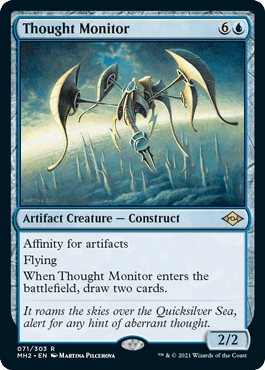 Thought Monitor 6
Artifact Creature — Construct
Affinity for artifacts
Flying
When Thought Monitor enters the
battlefield, draw two cards.
It roams the skies over the Quicksilver Sea,
alert for any hint of aberrant thought.
2/2
071/303 R
MH2 • EN MARTINA PILCEROVA
™ & © 2021 Wizards of the Coast